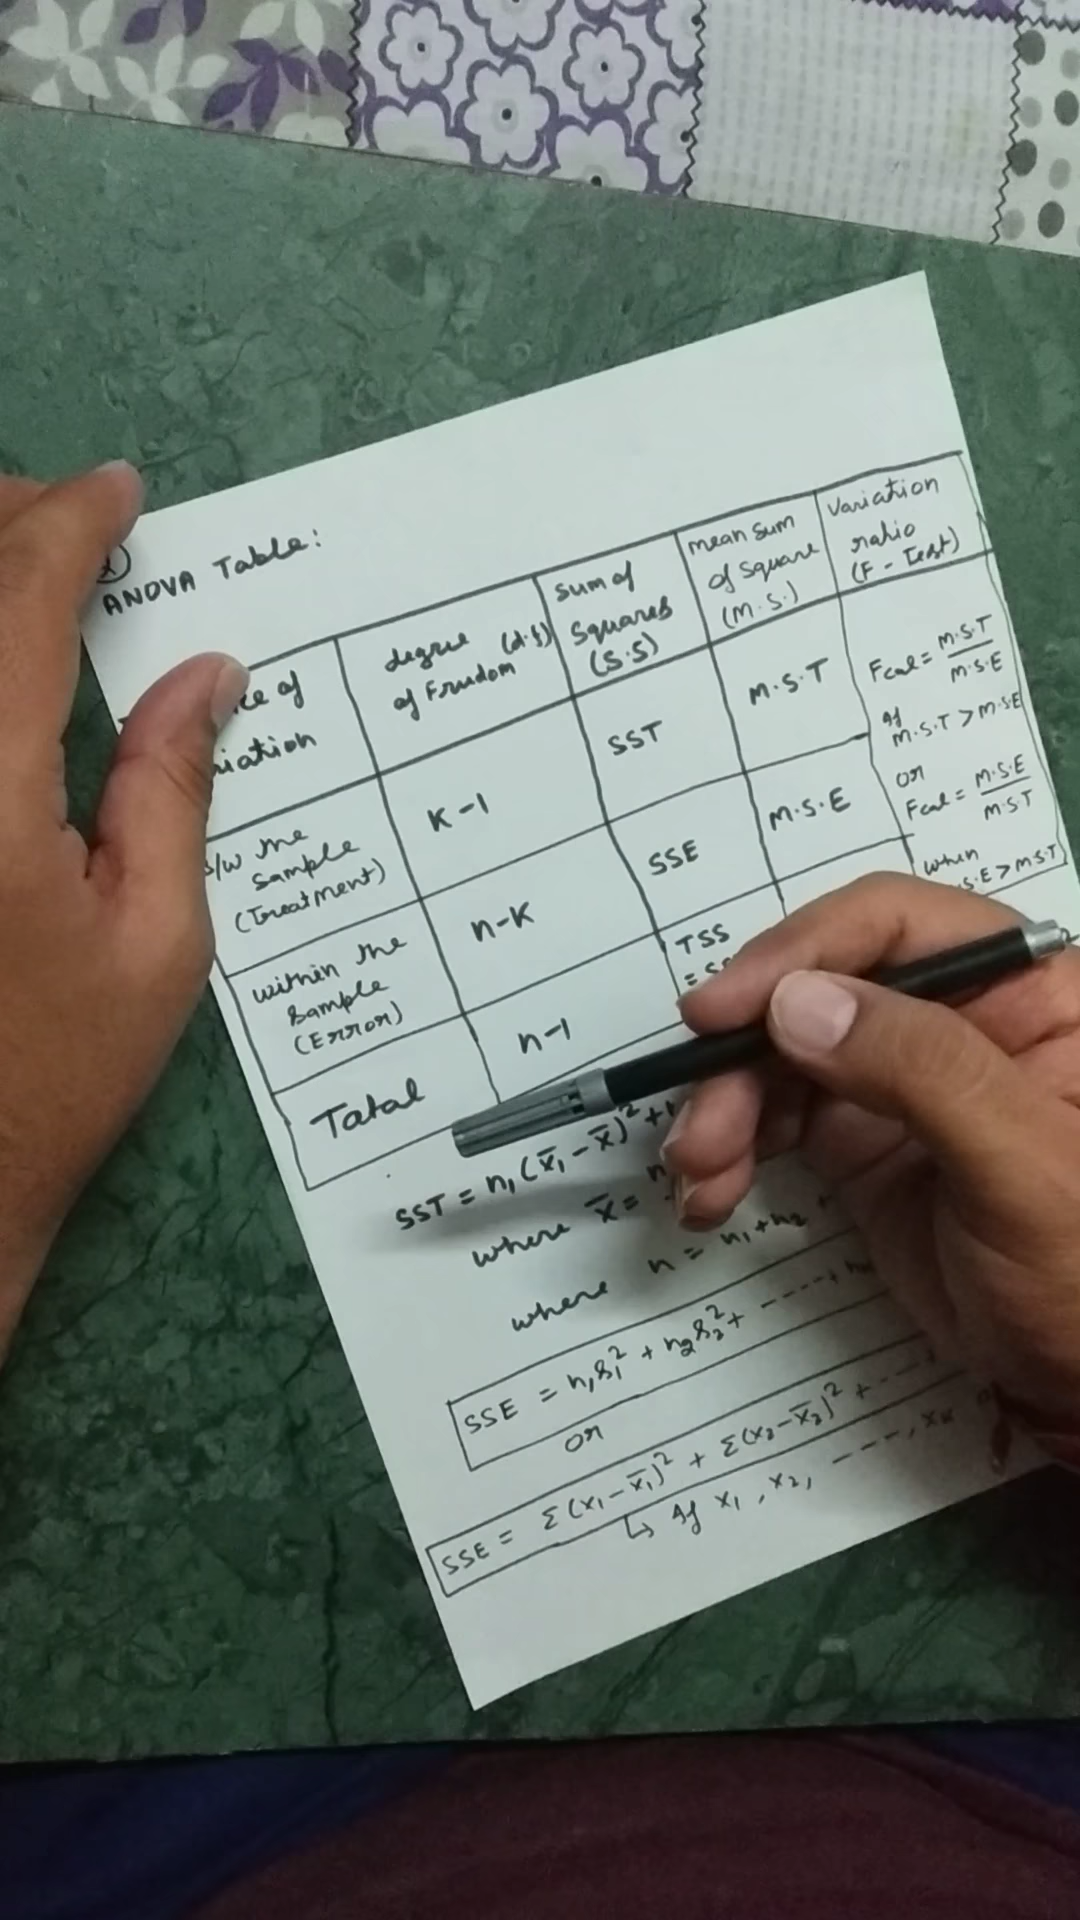 ANOVA Table:
degree (d.f)
of Freedom
Sum of
Squares
(S.S)
mean sum
of Square
(M.S.)
Variation
ratio
(F-Test)
of
B/w the
Sample
(Treatment)
K-1
SST
M.S.T
Fcal = M.S.T / M.S.E
If
M.S.T > M.S.E
or
Fcal = M.S.E / M.S.T
when
within the
Sample
(Error)
n-K
SSE
M.S.E
Total
n-1
TSS
SST = n₁(x̄₁ - x̄)² +
where x̄ =
where n = n₁+n₂
SSE = n₁s₁² + n₂s₂² + ----+
or
SSE = Σ(x₁-x̄₁)² + Σ(x₂-x̄₂)² + ---
↳ If x₁, x₂, ---, xK